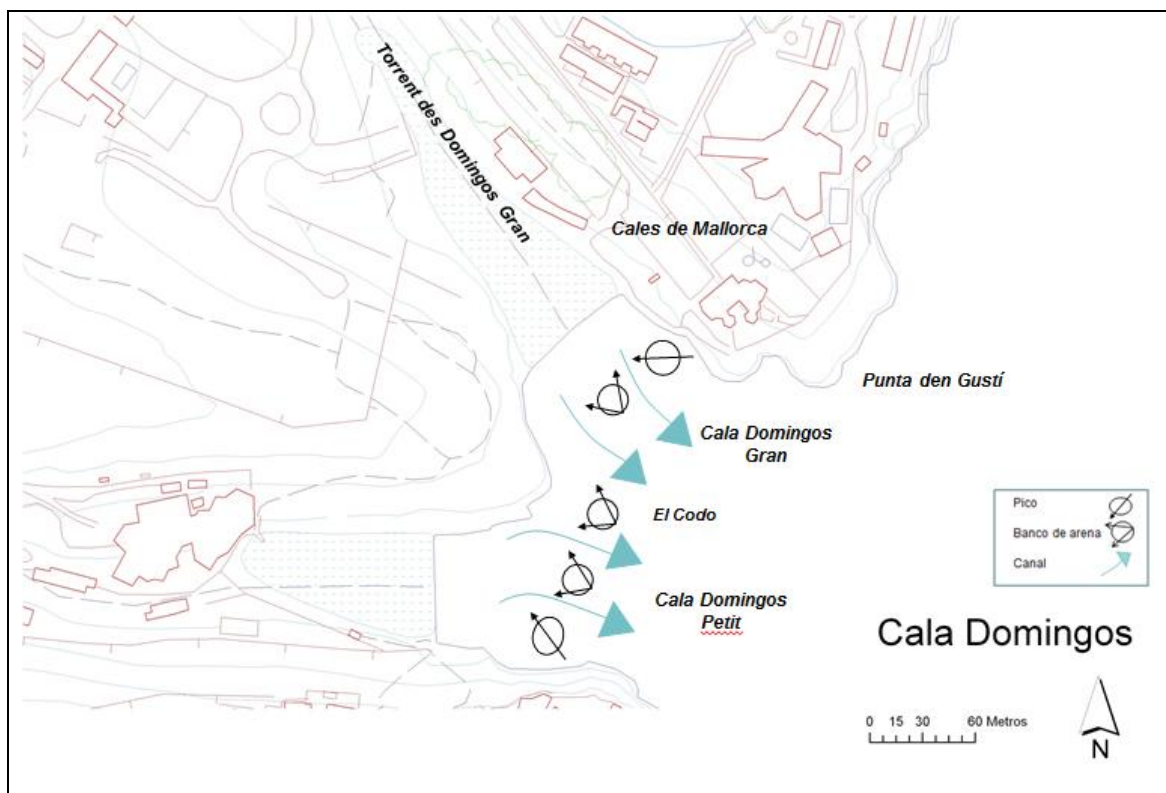 Torrent des Domingos Gran
Cales de Mallorca
Punta den Gustí
Cala Domingos
Gran
El Codo
Cala Domingos
Petit
Pico
Banco de arena
Canal
Cala Domingos
0 15 30 60 Metros
N